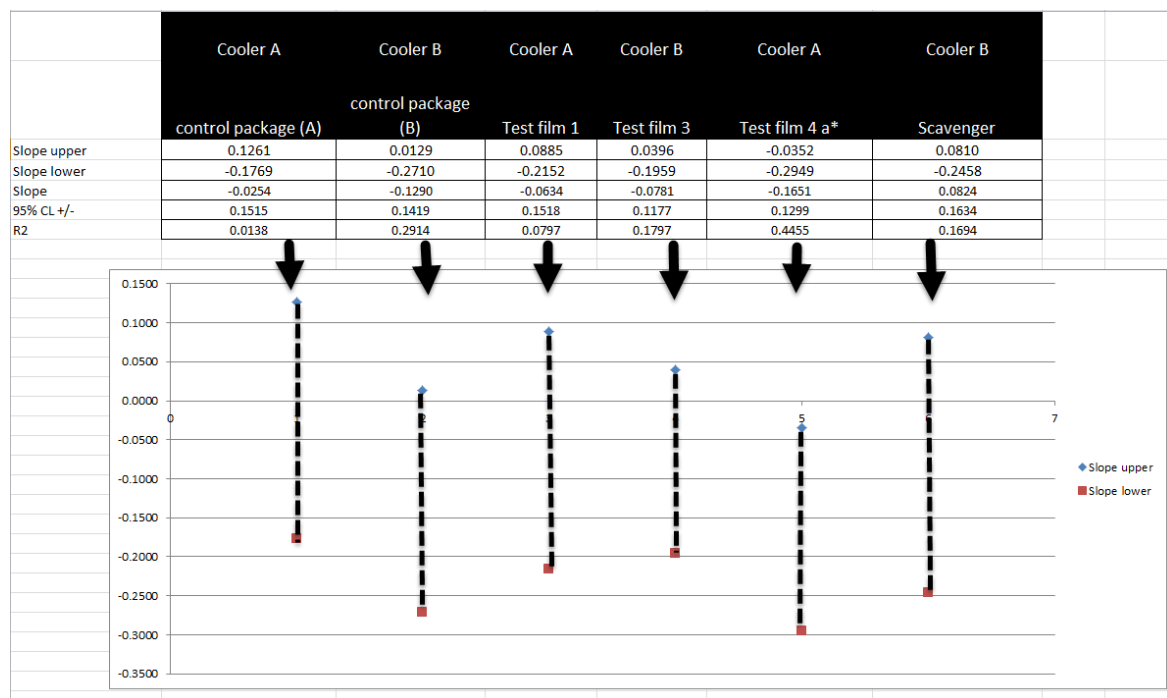 Cooler A Cooler B Cooler A Cooler B Cooler A Cooler B
control package
control package (A) (B) Test film 1 Test film 3 Test film 4 a* Scavenger
Slope upper 0.1261 0.0129 0.0885 0.0396 -0.0352 0.0810
Slope lower -0.1769 -0.2710 -0.2152 -0.1959 -0.2949 -0.2458
Slope -0.0254 -0.1290 -0.0634 -0.0781 -0.1651 0.0824
95% CL +/- 0.1515 0.1419 0.1518 0.1177 0.1299 0.1634
R2 0.0138 0.2914 0.0797 0.1797 0.4455 0.1694
0.1500
0.1000
0.0500
0.0000
0 2 5 7
-0.0500
-0.1000
Slope upper
-0.1500
Slope lower
-0.2000
-0.2500
-0.3000
-0.3500